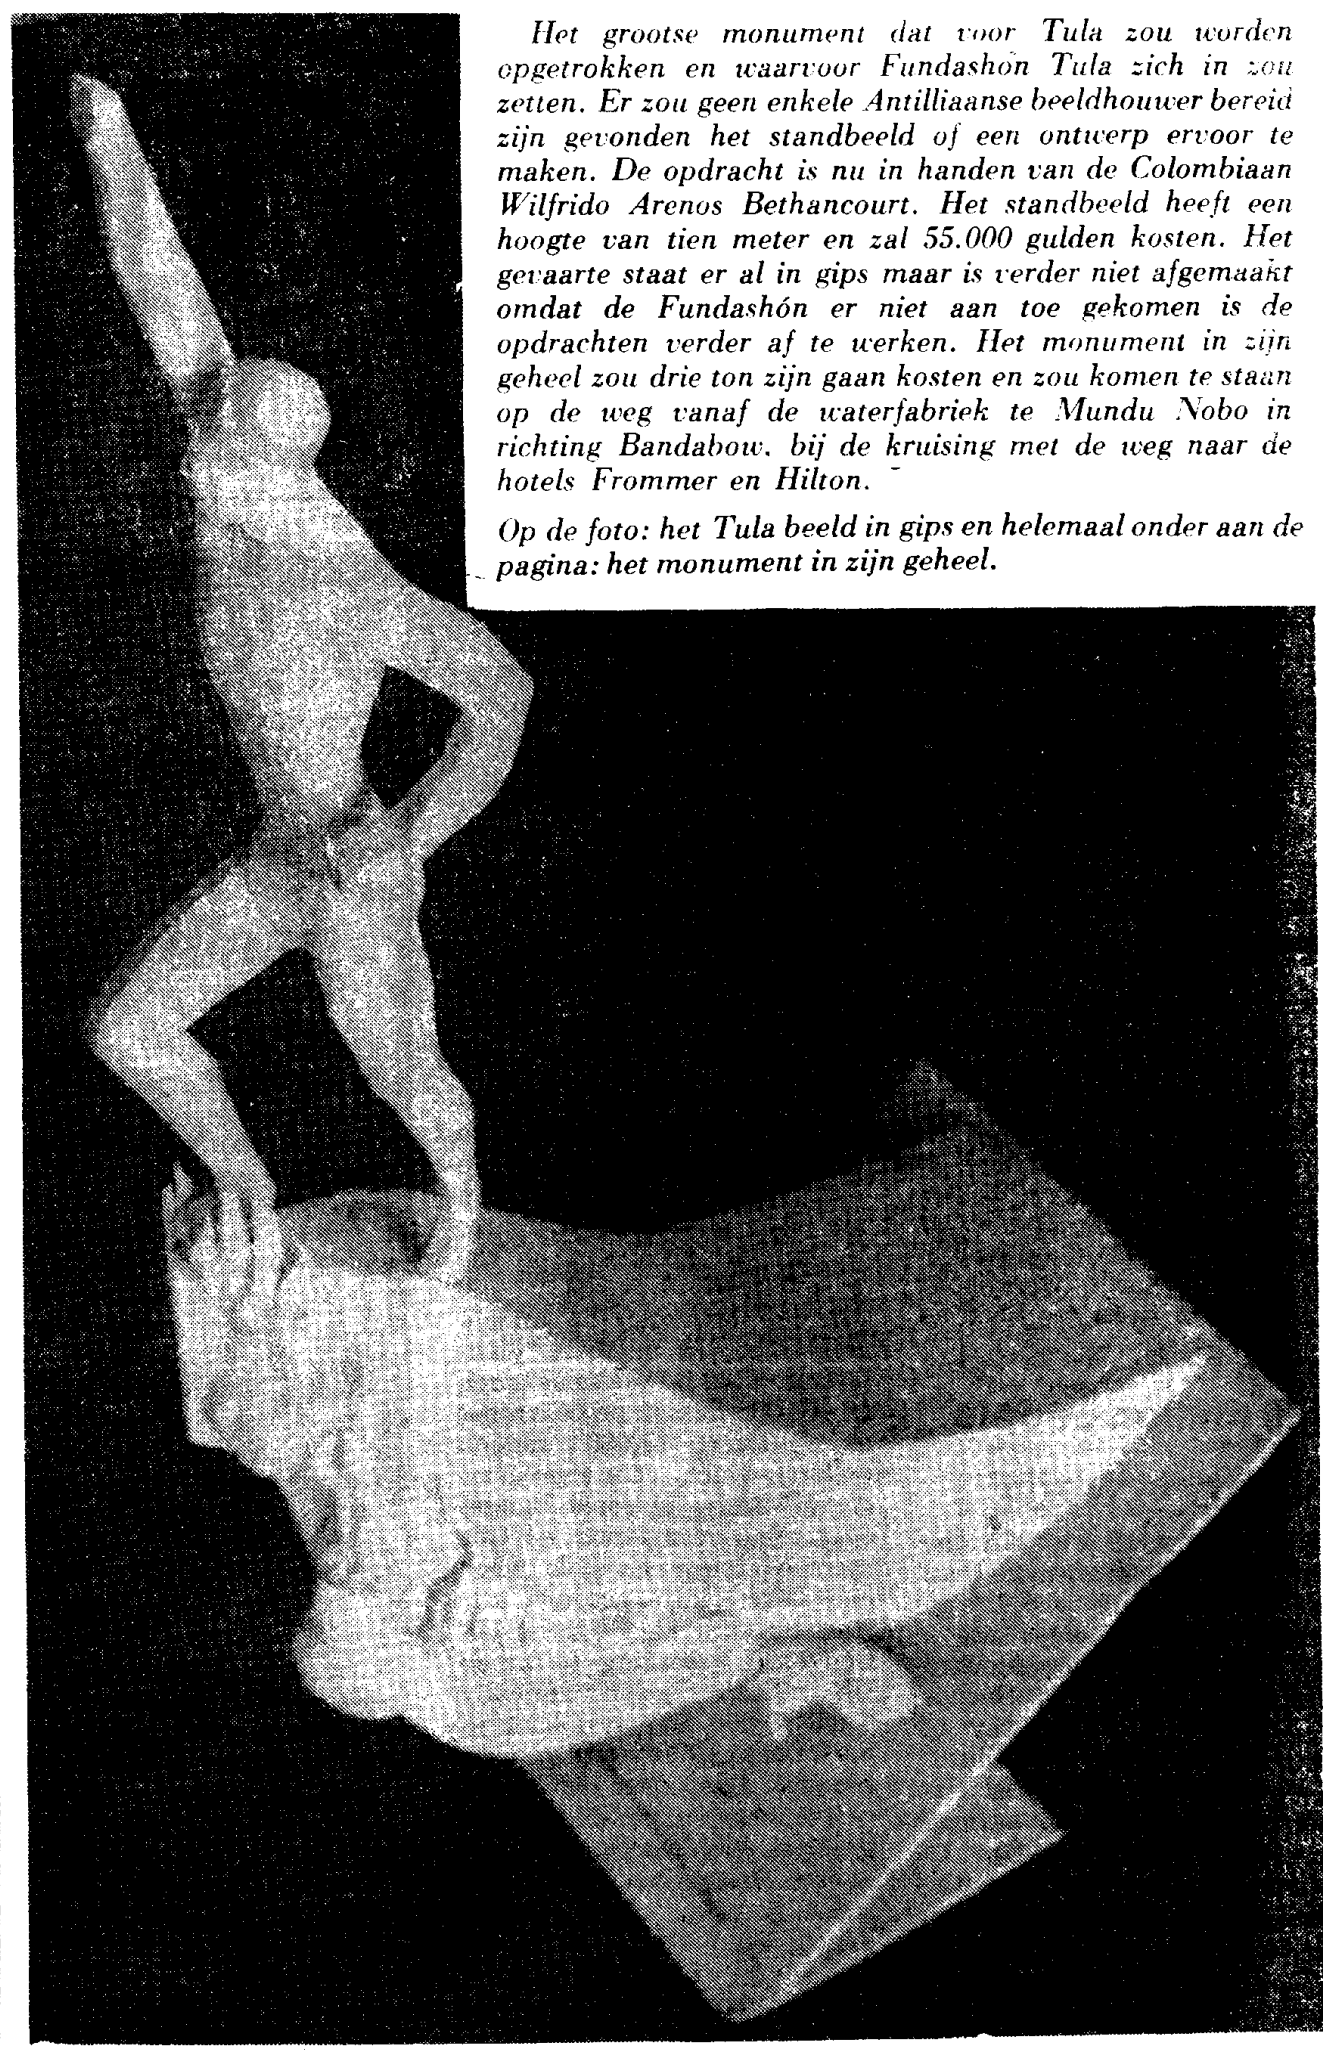 Het grootse monument dat voor Tula zou worden
opgetrokken en waarvoor Fundashón Tula zich in zou
zetten. Er zou geen enkele Antilliaanse beeldhouwer bereid
zijn gevonden het standbeeld of een ontwerp ervoor te
maken. De opdracht is nu in handen van de Colombiaan
Wilfrido Arenos Bethancourt. Het standbeeld heeft een
hoogte van tien meter en zal 55.000 gulden kosten. Het
gevaarte staat er al in gips maar is verder niet afgemaakt
omdat de Fundashón er niet aan toe gekomen is de
opdrachten verder af te werken. Het monument in zijn
geheel zou drie ton zijn gaan kosten en zou komen te staan
op de weg vanaf de waterfabriek te Mundu Nobo in
richting Bandabow, bij de kruising met de weg naar de
hotels Frommer en Hilton.
Op de foto: het Tula beeld in gips en helemaal onder aan de
pagina: het monument in zijn geheel.